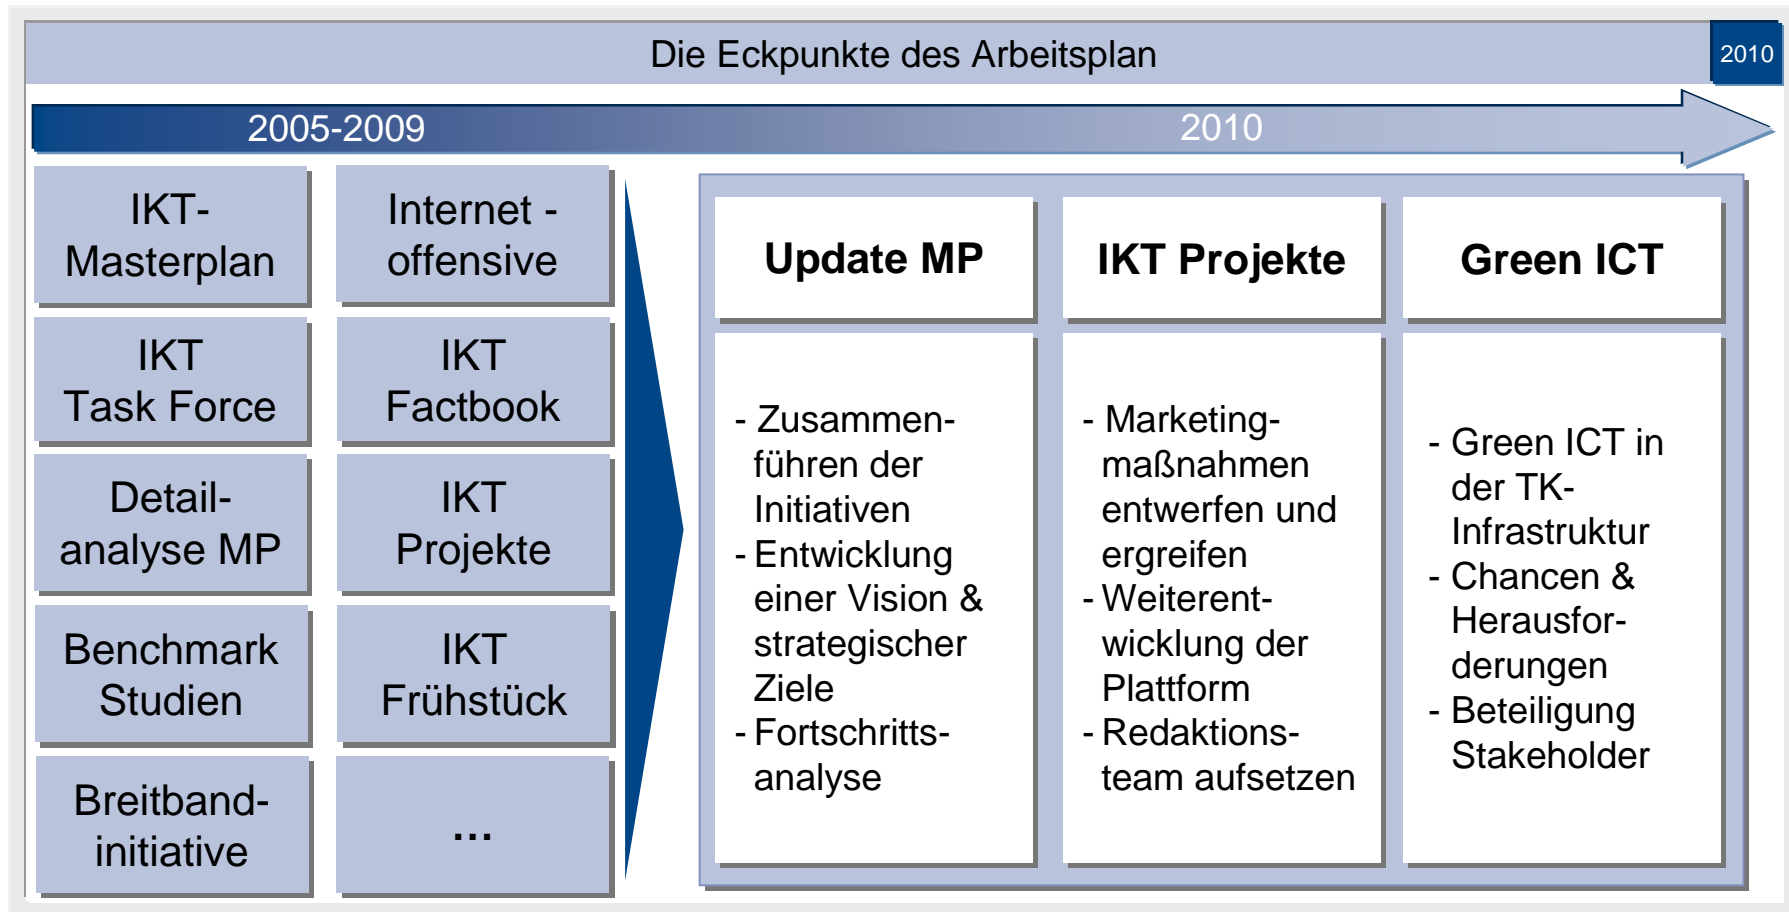 Die Eckpunkte des Arbeitsplan
2010
2005-2009
2010
IKT-
Masterplan
Internet -
offensive
IKT
Task Force
IKT
Factbook
Detail-
analyse MP
IKT
Projekte
Benchmark
Studien
IKT
Frühstück
Breitband-
initiative
...
Update MP
- Zusammen-
führen der
Initiativen
- Entwicklung
einer Vision &
strategischer
Ziele
- Fortschritts-
analyse
IKT Projekte
- Marketing-
maßnahmen
entwerfen und
ergreifen
- Weiterent-
wicklung der
Plattform
- Redaktions-
team aufsetzen
Green ICT
- Green ICT in
der TK-
Infrastruktur
- Chancen &
Herausfor-
derungen
- Beteiligung
Stakeholder